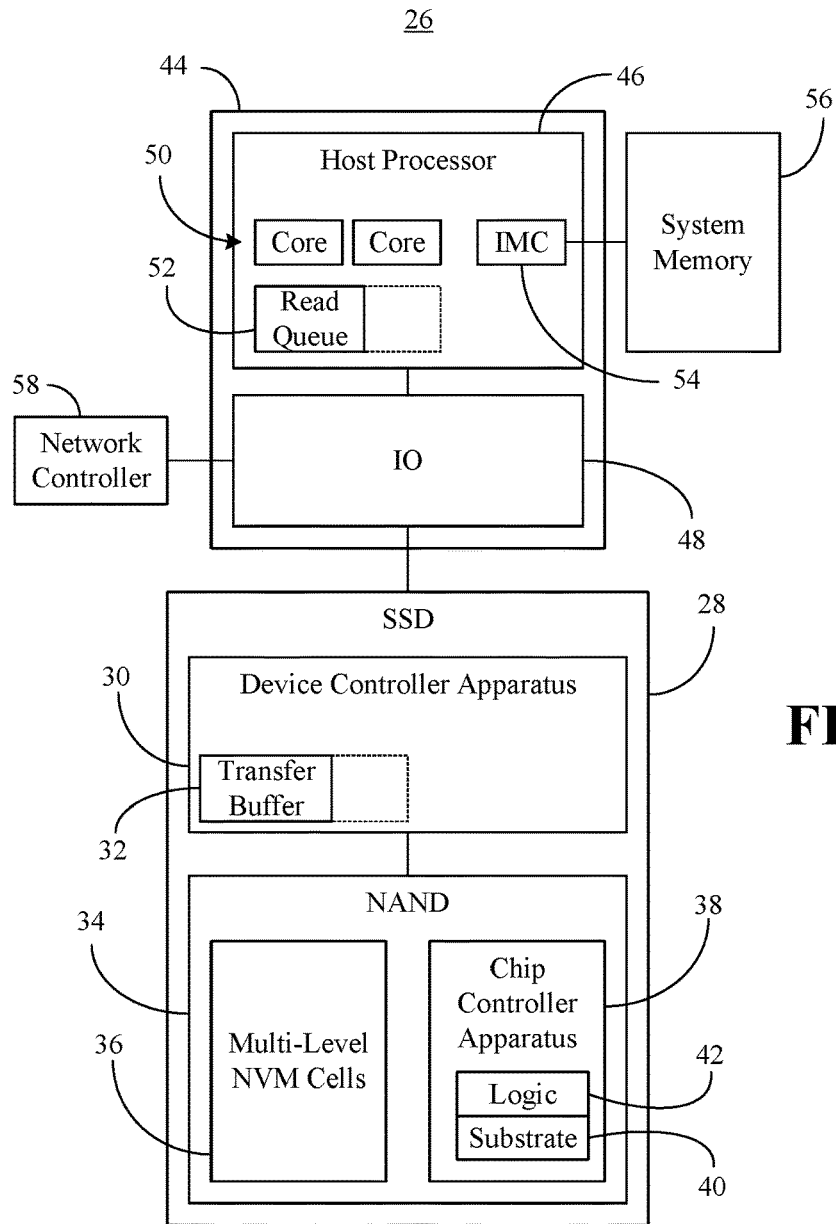 26
44
46
56
Host Processor
50
Core
Core
IMC
System
Memory
52
Read
Queue
54
58
Network
Controller
IO
48
SSD
28
30
Device Controller Apparatus
Transfer
Buffer
32
NAND
34
38
Chip
Controller
Apparatus
36
Multi-Level
NVM Cells
42
Logic
Substrate
40